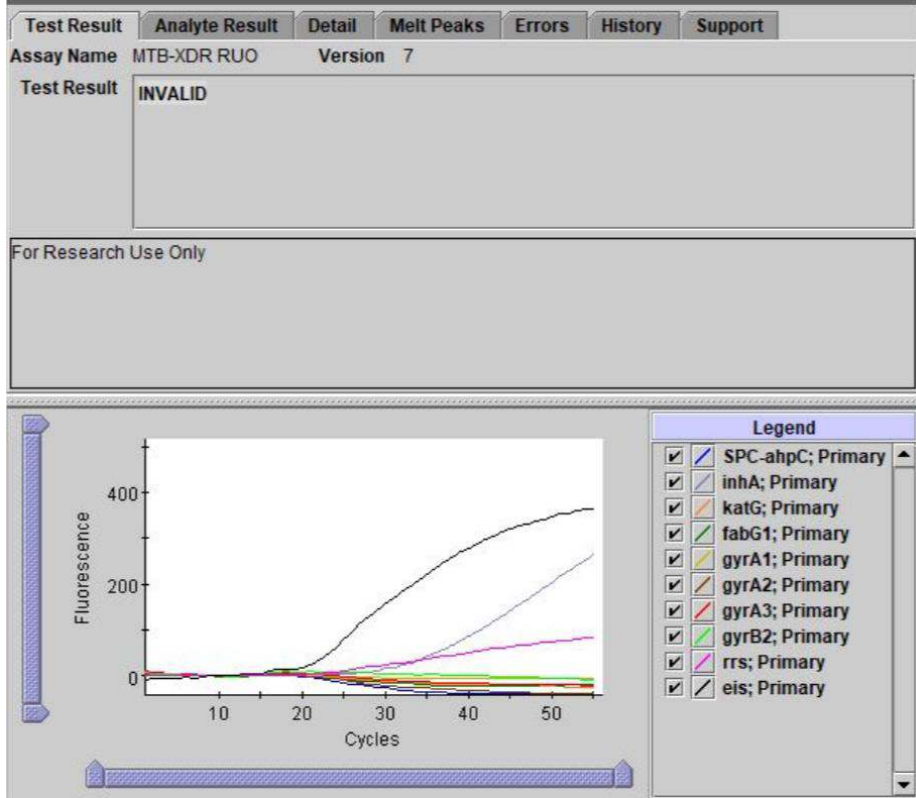 Test Result Analyte Result Detail Melt Peaks Errors History Support
Assay Name MTB-XDR RUO Version 7
Test Result INVALID
For Research Use Only
Legend
SPC-ahpC; Primary
inhA; Primary
katG; Primary
fabG1; Primary
gyrA1; Primary
gyrA2; Primary
gyrA3; Primary
gyrB2; Primary
rrs; Primary
eis; Primary
Fluorescence
400
200
0
10 20 30 40 50
Cycles